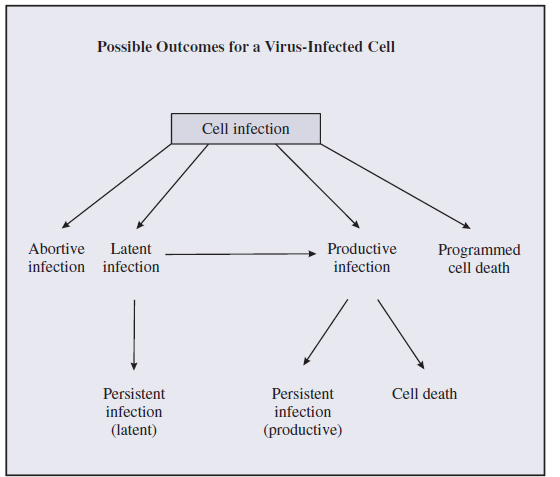 Possible Outcomes for a Virus-Infected Cell
Cell infection
Abortive
infection
Latent
infection
Productive
infection
Programmed
cell death
Persistent
infection
(latent)
Persistent
infection
(productive)
Cell death